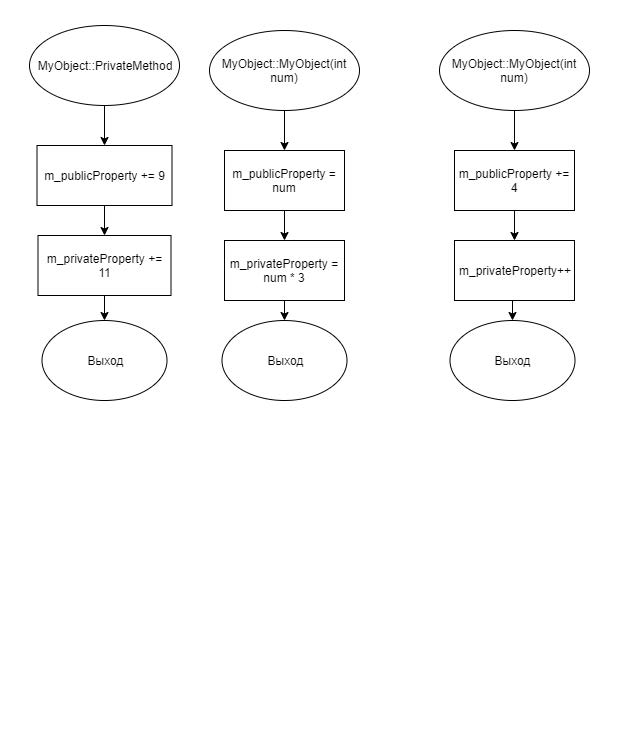 MyObject::PrivateMethod
m_publicProperty += 9
m_privateProperty +=
11
Выход
MyObject::MyObject(int
num)
m_publicProperty =
num
m_privateProperty =
num * 3
Выход
MyObject::MyObject(int
num)
m_publicProperty +=
4
m_privateProperty++
Выход